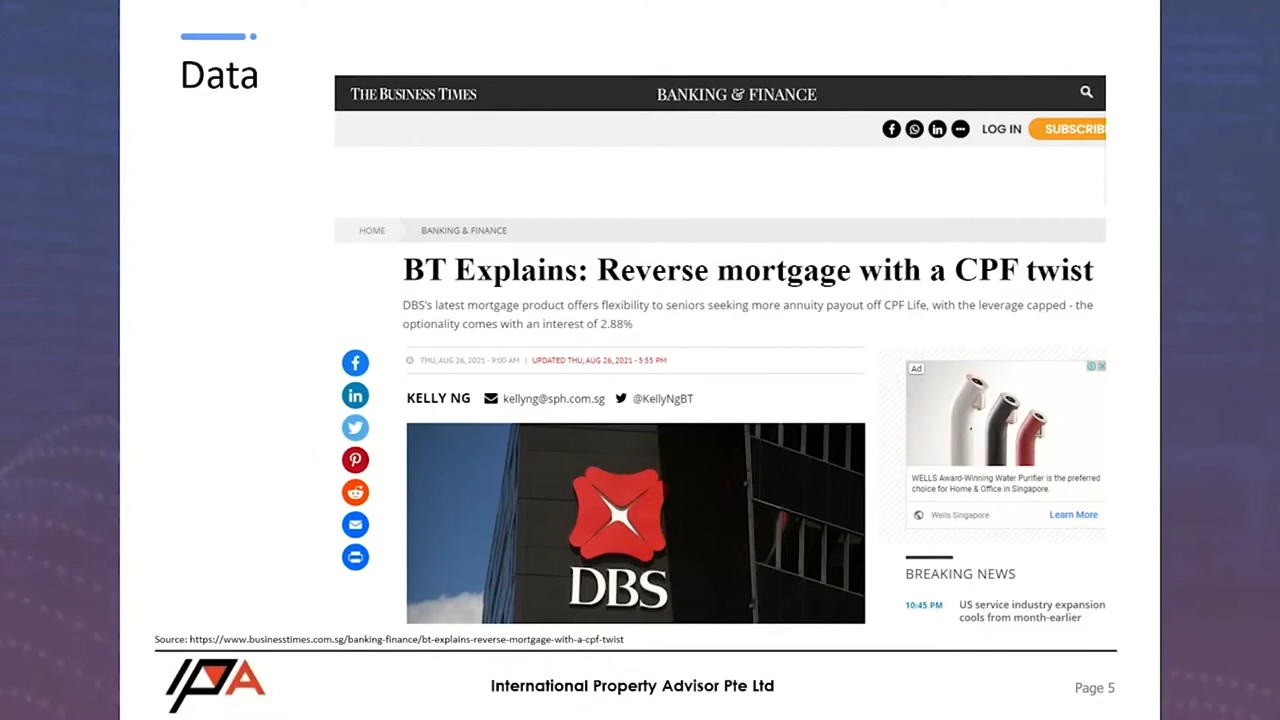 Data
THE BUSINESS TIMES
BANKING & FINANCE
LOG IN
SUBSCRIB
HOME
BANKING & FINANCE
BT Explains: Reverse mortgage with a CPF twist
DBS's latest mortgage product offers flexibility to seniors seeking more annuity payout off CPF Life, with the leverage capped - the
optionality comes with an interest of 2.88%
THU, AUG 26, 2021 - 9:00 AM | UPDATED THU, AUG 26, 2021 - 5:55 PM
KELLY NG kellyng@sph.com.sg @KellyNgBT
DBS
Ad
WELLS Award-Winning Water Purifier is the preferred
choice for Home & Office in Singapore.
Wells Singapore
Learn More
BREAKING NEWS
10:45 PM US service industry expansion
cools from month-earlier
Source: https://www.businesstimes.com.sg/banking-finance/bt-explains-reverse-mortgage-with-a-cpf-twist
IPA
International Property Advisor Pte Ltd
Page 5